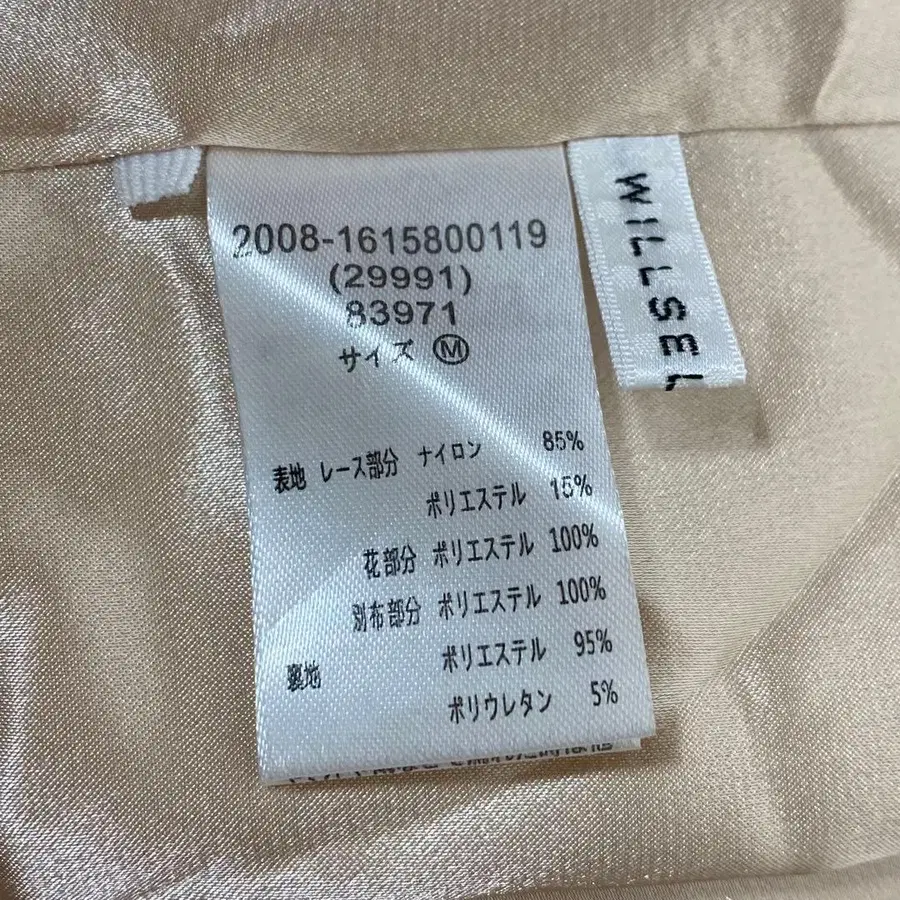 2008-1615800119
(29991)
83971
サイズ Ⓜ
表地 レース部分 ナイロン 85%
ポリエステル 15%
花部分 ポリエステル 100%
別布部分 ポリエステル 100%
裏地 ポリエステル 95%
ポリウレタン 5%
WILLSEL